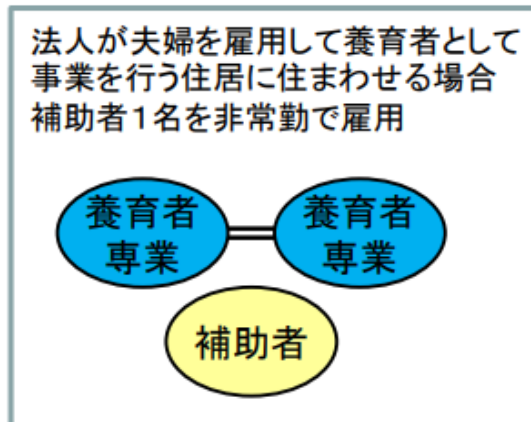 法人が夫婦を雇用して養育者として
事業を行う住居に住まわせる場合
補助者1名を非常勤で雇用
養育者
専業
養育者
専業
補助者